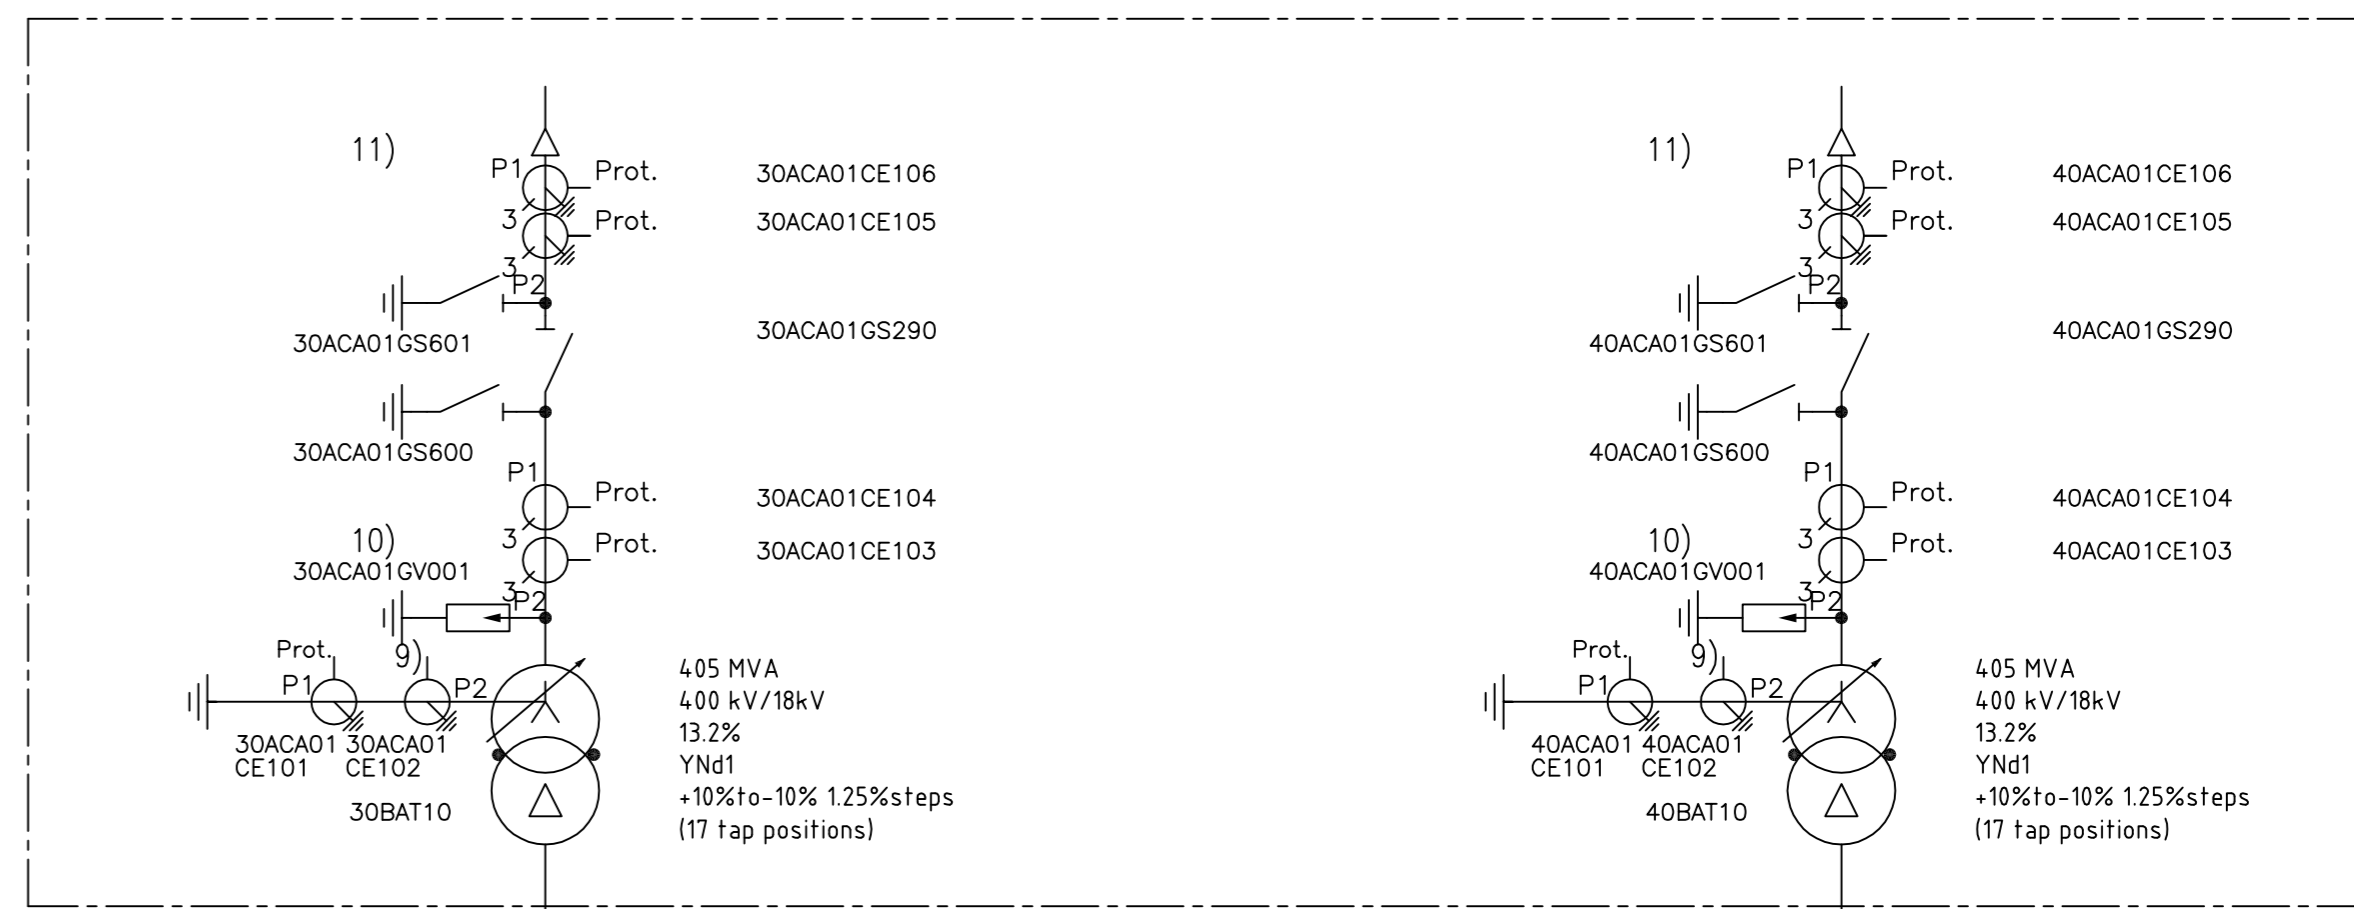 11)
P1
Prot.
30ACA01CE106
3
Prot.
30ACA01CE105
3
P2
30ACA01GS601
30ACA01GS290
30ACA01GS600
P1
Prot.
30ACA01CE104
3
10)
Prot.
30ACA01CE103
30ACA01GV001
3
P2
Prot.
9)
P1
P2
30ACA01
CE101
30ACA01
CE102
30BAT10
405 MVA
400 kV/18kV
13.2%
YNd1
+10%to-10% 1.25%steps
(17 tap positions)
11)
P1
Prot.
40ACA01CE106
3
Prot.
40ACA01CE105
3
P2
40ACA01GS601
40ACA01GS290
40ACA01GS600
P1
Prot.
40ACA01CE104
3
10)
Prot.
40ACA01CE103
40ACA01GV001
3
P2
Prot.
9)
P1
P2
40ACA01
CE101
40ACA01
CE102
40BAT10
405 MVA
400 kV/18kV
13.2%
YNd1
+10%to-10% 1.25%steps
(17 tap positions)